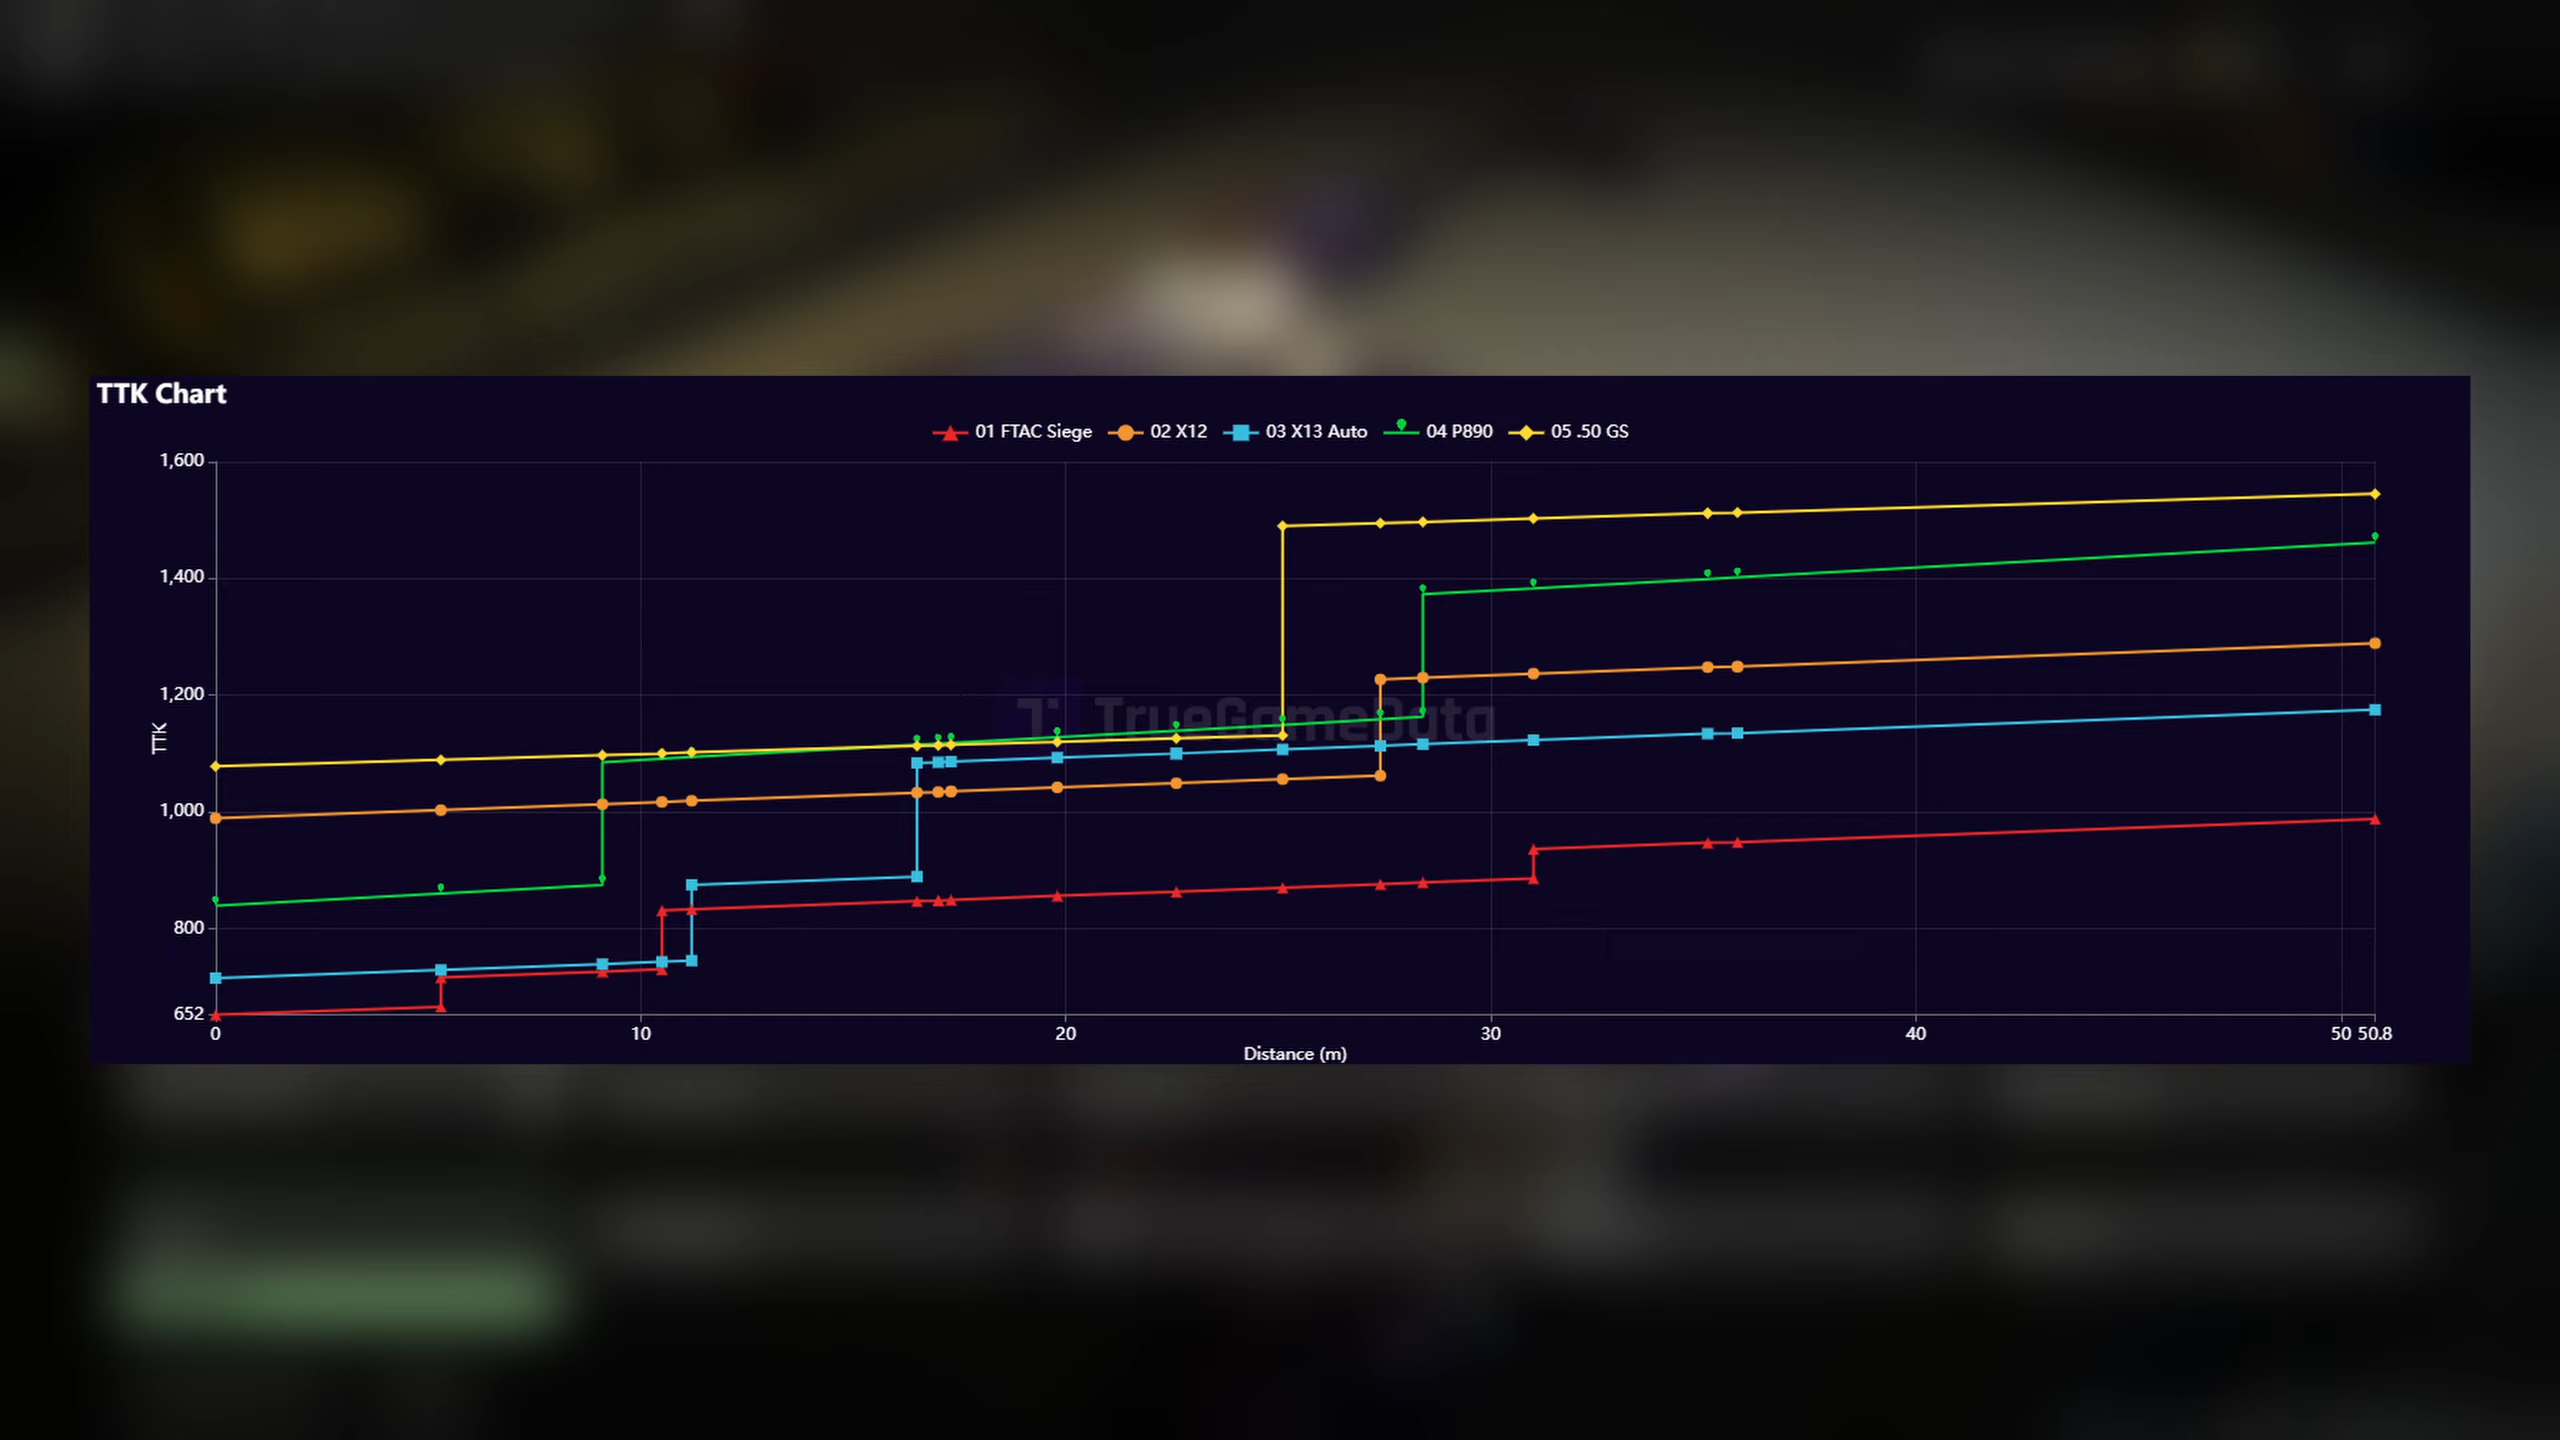 TTK Chart
01 FTAC Siege 02 X12 03 X13 Auto 04 P890 05 .50 GS
1,600
1,400
1,200
TrueGameData
TTK
1,000
800
652
0 10 20 30 40 50 50.8
Distance (m)